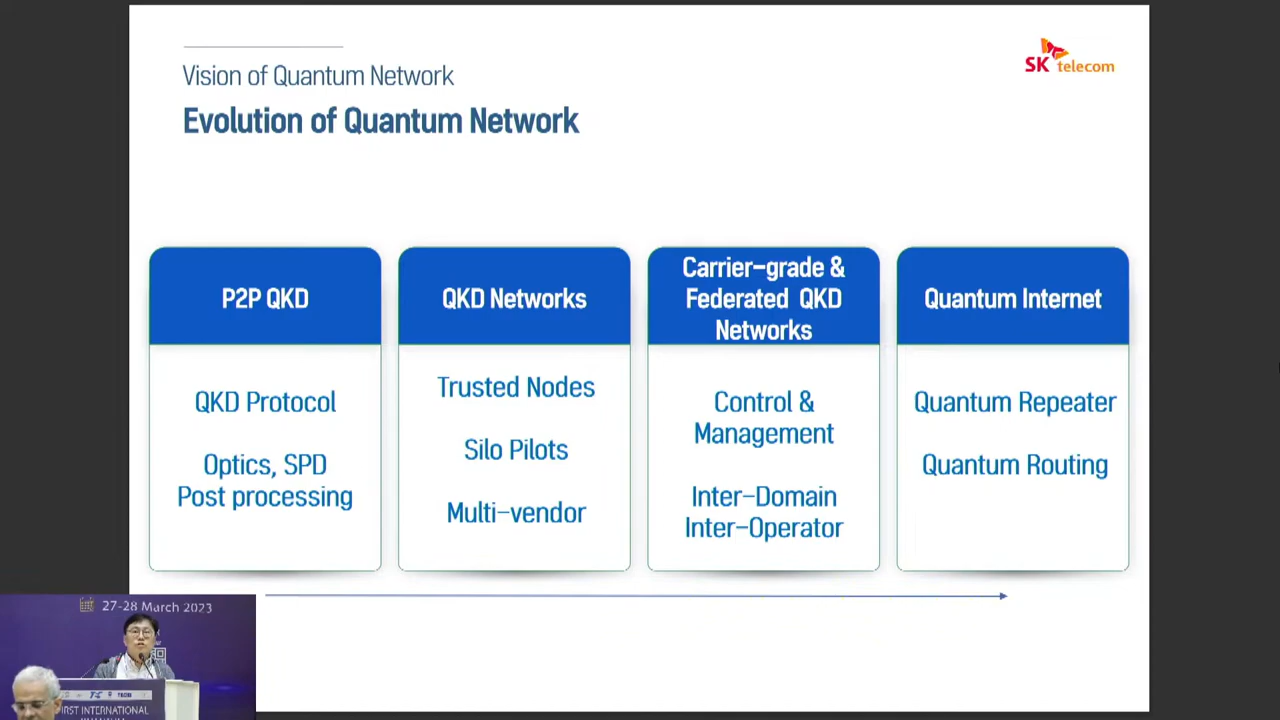 Vision of Quantum Network
Evolution of Quantum Network
SK telecom
P2P QKD
QKD Protocol
Optics, SPD
Post processing
QKD Networks
Trusted Nodes
Silo Pilots
Multi-vendor
Carrier-grade &
Federated QKD
Networks
Control &
Management
Inter-Domain
Inter-Operator
Quantum Internet
Quantum Repeater
Quantum Routing
27-28 March 2023
FIRST INTERNATIONAL
QUANTUM